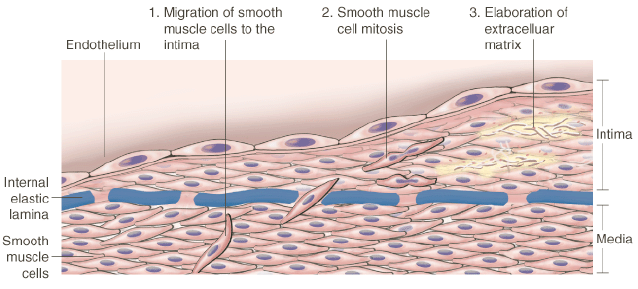 1. Migration of smooth
muscle cells to the
intima
2. Smooth muscle
cell mitosis
3. Elaboration of
extracelluar
matrix
Endothelium
Intima
Internal
elastic
lamina
Media
Smooth
muscle
cells